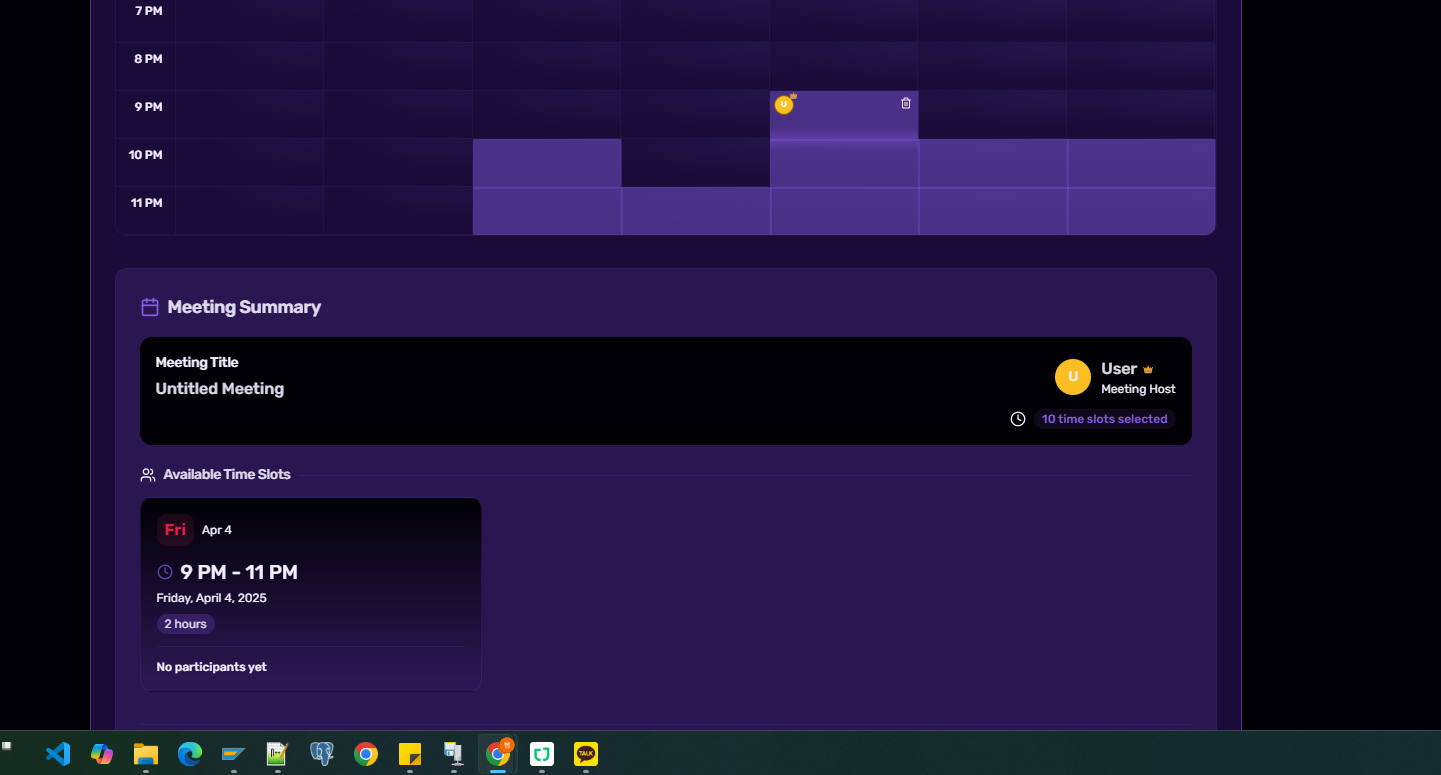 7 PM
8 PM
9 PM
U
10 PM
11 PM
Meeting Summary
Meeting Title
Untitled Meeting
U
User
Meeting Host
10 time slots selected
Available Time Slots
Fri
Apr 4
9 PM - 11 PM
Friday, April 4, 2025
2 hours
No participants yet
TALK